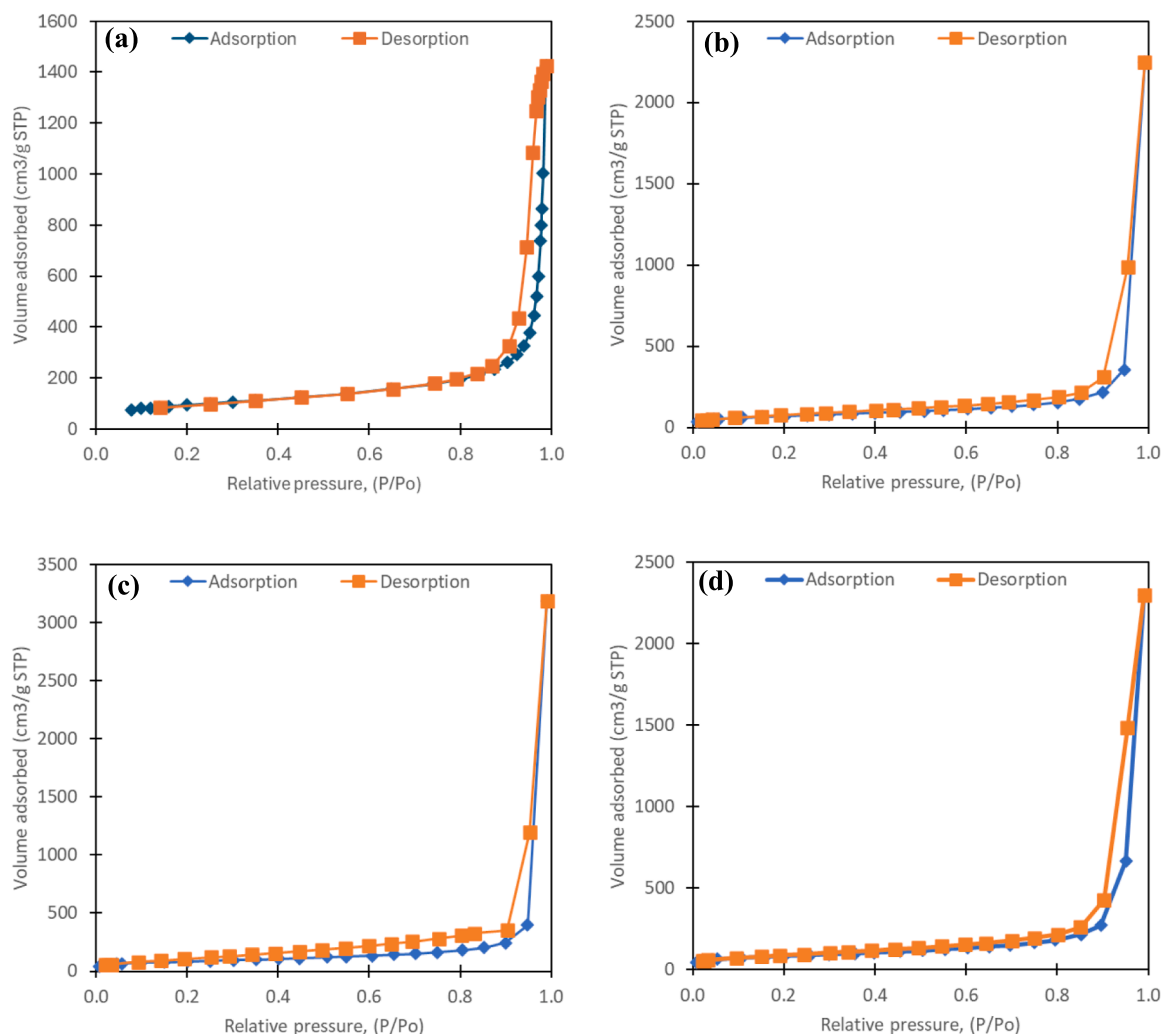 (a)
Adsorption Desorption
1600
1400
1200
1000
800
600
400
200
0
Volume adsorbed (cm3/g STP)
0.0 0.2 0.4 0.6 0.8 1.0
Relative pressure, (P/Po)
(b)
Adsorption Desorption
2500
2000
1500
1000
500
0
Volume adsorbed (cm3/g STP)
0.0 0.2 0.4 0.6 0.8 1.0
Relative pressure, (P/Po)
(c)
Adsorption Desorption
3500
3000
2500
2000
1500
1000
500
0
Volume adsorbed (cm3/g STP)
0.0 0.2 0.4 0.6 0.8 1.0
Relative pressure, (P/Po)
(d)
Adsorption Desorption
2500
2000
1500
1000
500
0
Volume adsorbed (cm3/g STP)
0.0 0.2 0.4 0.6 0.8 1.0
Relative pressure, (P/Po)